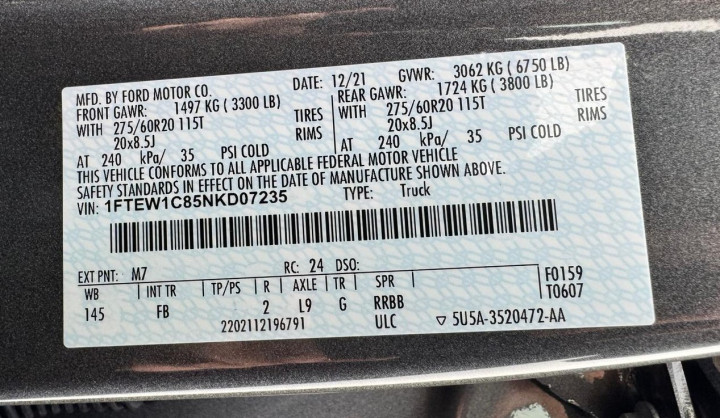 MFD. BY FORD MOTOR CO. DATE: 12/21 GVWR: 3062 KG ( 6750 LB)
FRONT GAWR: 1497 KG ( 3300 LB) REAR GAWR: 1724 KG ( 3800 LB)
WITH 275/60R20 115T TIRES WITH 275/60R20 115T TIRES
20x8.5J RIMS 20x8.5J RIMS
AT 240 kPa/ 35 PSI COLD AT 240 kPa/ 35 PSI COLD
THIS VEHICLE CONFORMS TO ALL APPLICABLE FEDERAL MOTOR VEHICLE
SAFETY STANDARDS IN EFFECT ON THE DATE OF MANUFACTURE SHOWN ABOVE.
VIN: 1FTEW1C85NKD07235 TYPE: Truck
EXT PNT: M7 RC: 24 DSO: F0159
WB INT TR TP/PS R AXLE TR SPR T0607
145 FB 2 L9 G RRBB
2202112196791 ULC ▽ 5U5A-3520472-AA